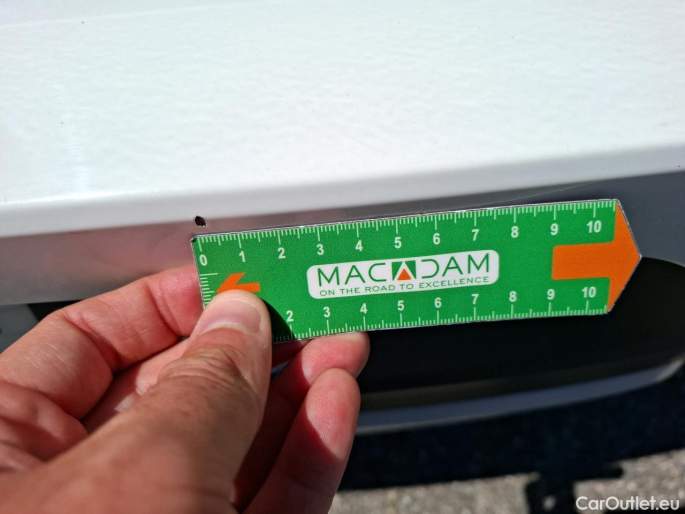 0 1 2 3 4 5 6 7 8 9 10
MACADAM
ON THE ROAD TO EXCELLENCE
2 3 4 5 6 7 8 9 10
CarOutlet.eu